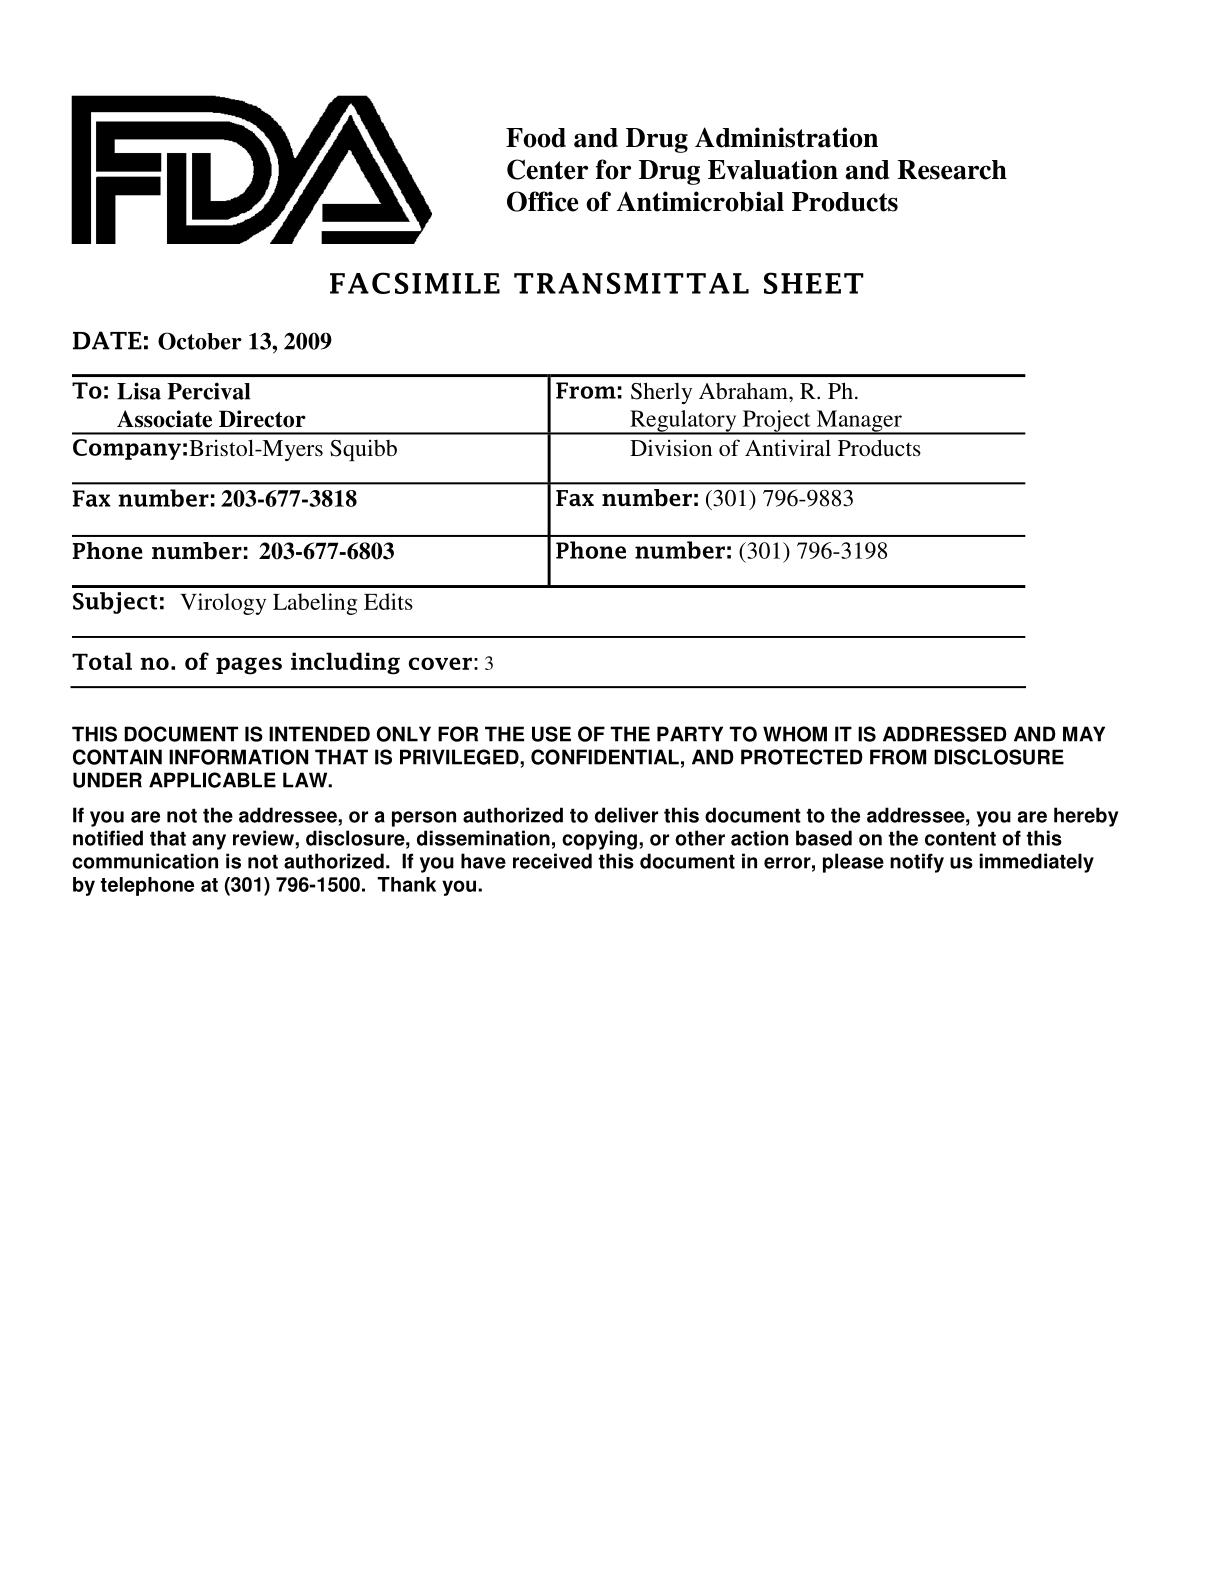 FDA
Food and Drug Administration
Center for Drug Evaluation and Research
Office of Antimicrobial Products
FACSIMILE TRANSMITTAL SHEET
DATE: October 13, 2009
To: Lisa Percival
Associate Director
From: Sherly Abraham, R. Ph.
Regulatory Project Manager
Company:Bristol-Myers Squibb
Division of Antiviral Products
Fax number: 203-677-3818
Fax number: (301) 796-9883
Phone number: 203-677-6803
Phone number: (301) 796-3198
Subject: Virology Labeling Edits
Total no. of pages including cover: 3
THIS DOCUMENT IS INTENDED ONLY FOR THE USE OF THE PARTY TO WHOM IT IS ADDRESSED AND MAY
CONTAIN INFORMATION THAT IS PRIVILEGED, CONFIDENTIAL, AND PROTECTED FROM DISCLOSURE
UNDER APPLICABLE LAW.
If you are not the addressee, or a person authorized to deliver this document to the addressee, you are hereby
notified that any review, disclosure, dissemination, copying, or other action based on the content of this
communication is not authorized.  If you have received this document in error, please notify us immediately
by telephone at (301) 796-1500.  Thank you.